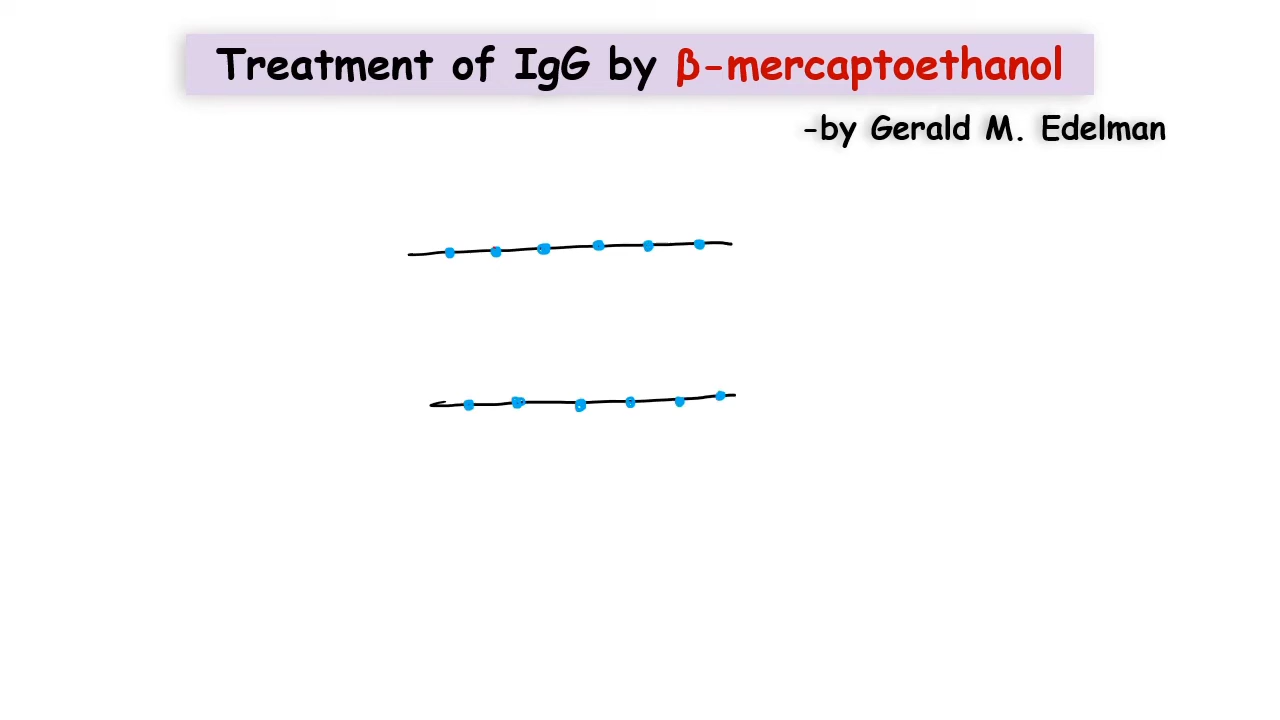 Treatment of IgG by β-mercaptoethanol
-by Gerald M. Edelman